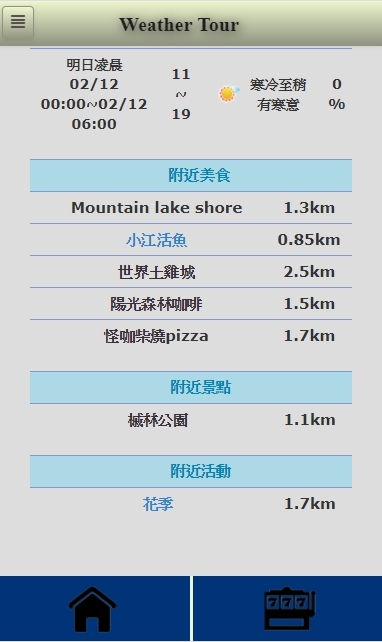 Weather Tour
明日凌晨
02/12
00:00~02/12
06:00
11
~
19
寒冷至稍
有寒意
0
%
附近美食
Mountain lake shore 1.3km
小江活魚 0.85km
世界土雞城 2.5km
陽光森林咖啡 1.5km
怪咖柴燒pizza 1.7km
附近景點
槭林公園 1.1km
附近活動
花季 1.7km
777